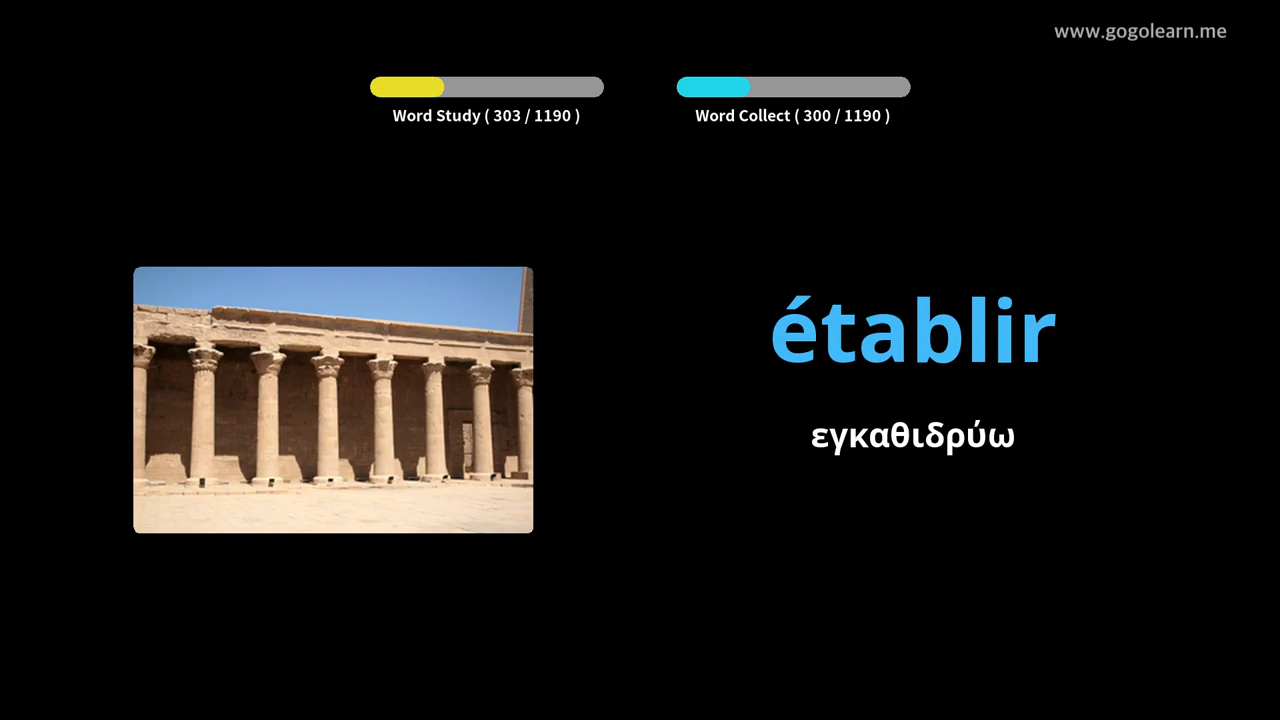 www.gogolearn.me
Word Study ( 303 / 1190 )
Word Collect ( 300 / 1190 )
établir
εγκαθιδρύω